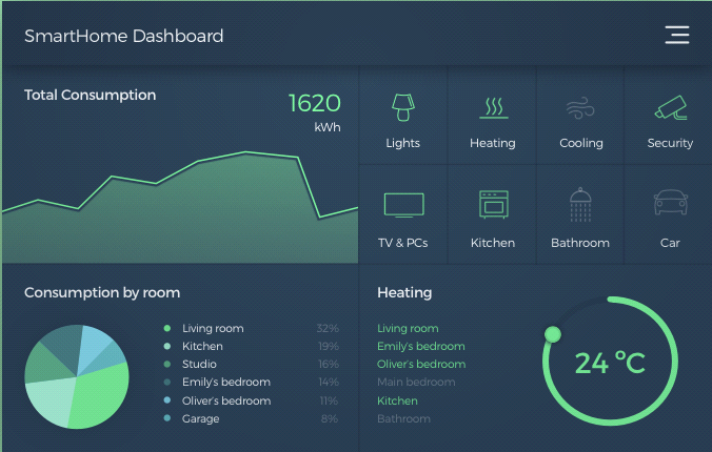 SmartHome Dashboard
Total Consumption
1620
kWh
Lights
Heating
Cooling
Security
TV & PCs
Kitchen
Bathroom
Car
Consumption by room
Living room 32%
Kitchen 19%
Studio 16%
Emily's bedroom 14%
Oliver's bedroom 11%
Garage 8%
Heating
Living room
Emily's bedroom
Oliver's bedroom
Main bedroom
Kitchen
Bathroom
24 ºC